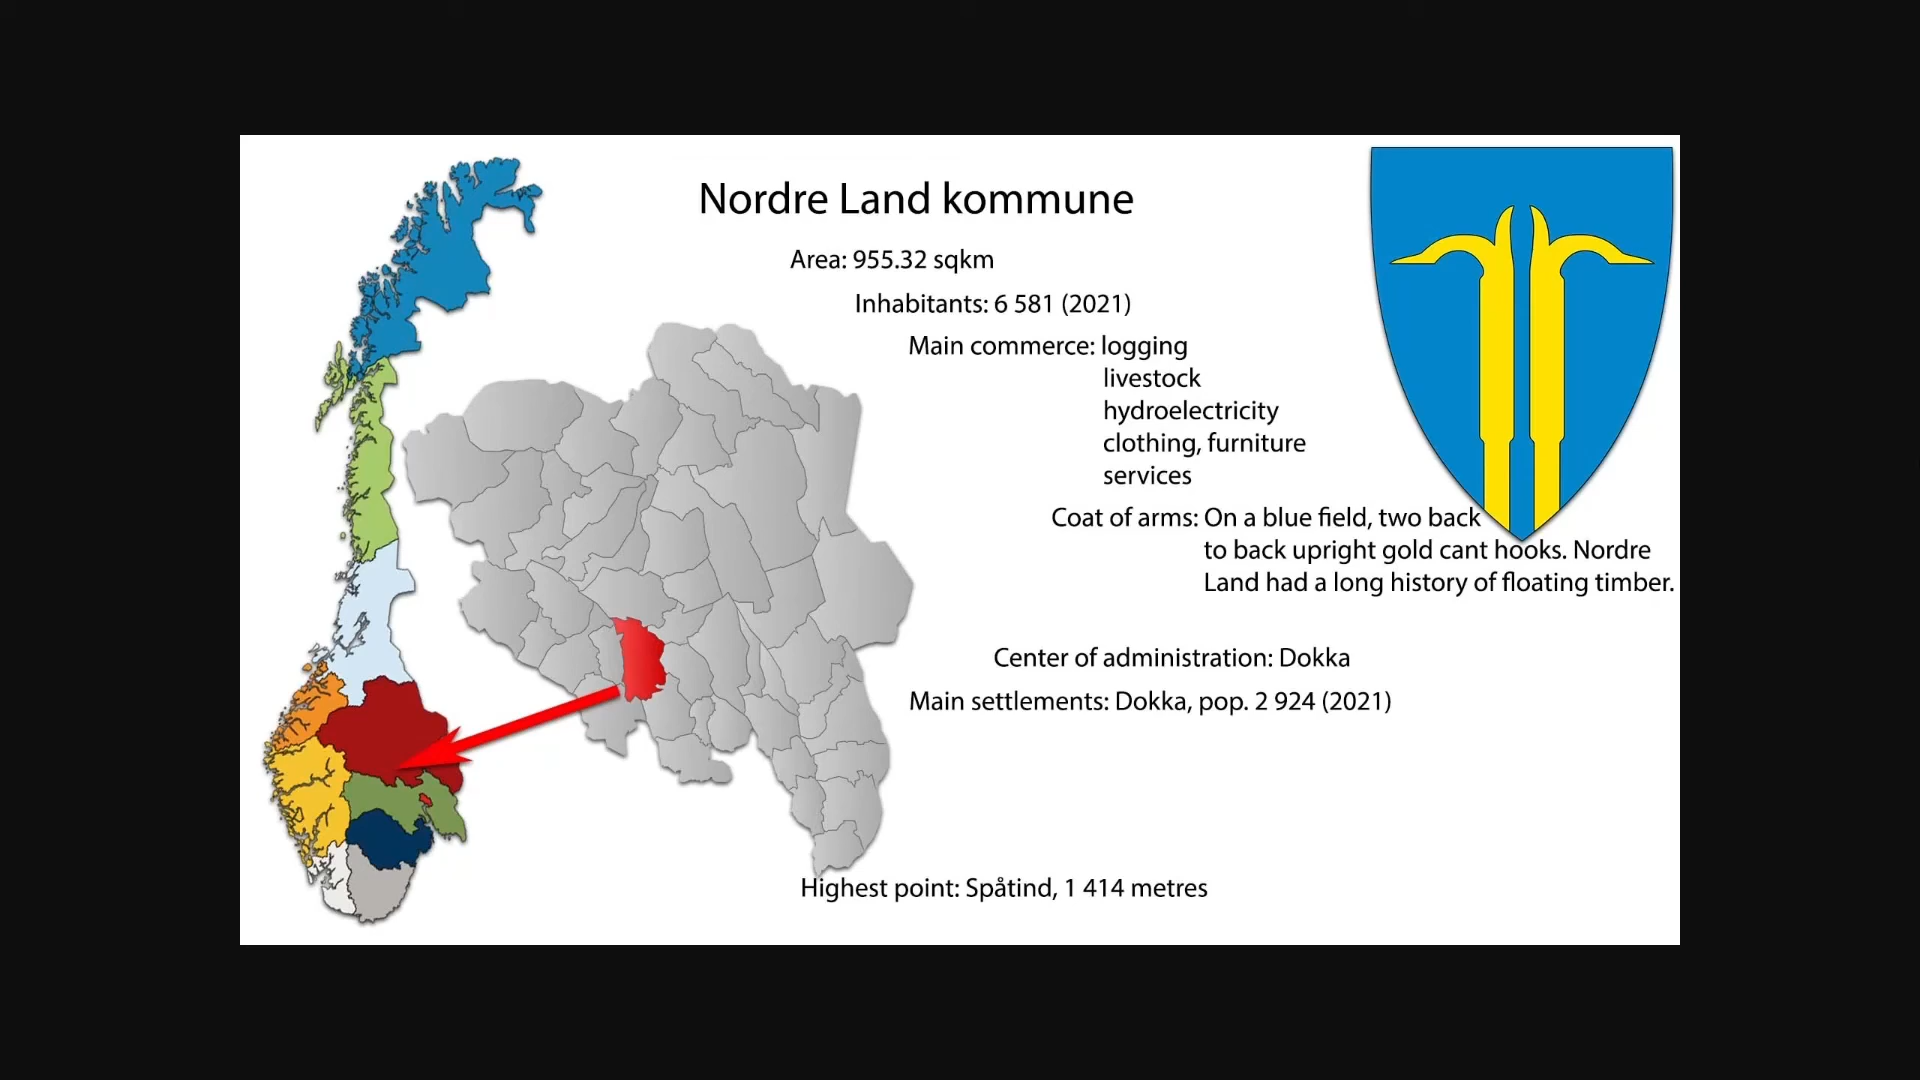 Nordre Land kommune
Area: 955.32 sqkm
Inhabitants: 6 581 (2021)
Main commerce: logging
livestock
hydroelectricity
clothing, furniture
services
Coat of arms: On a blue field, two back
to back upright gold cant hooks. Nordre
Land had a long history of floating timber.
Center of administration: Dokka
Main settlements: Dokka, pop. 2 924 (2021)
Highest point: Spåtind, 1 414 metres